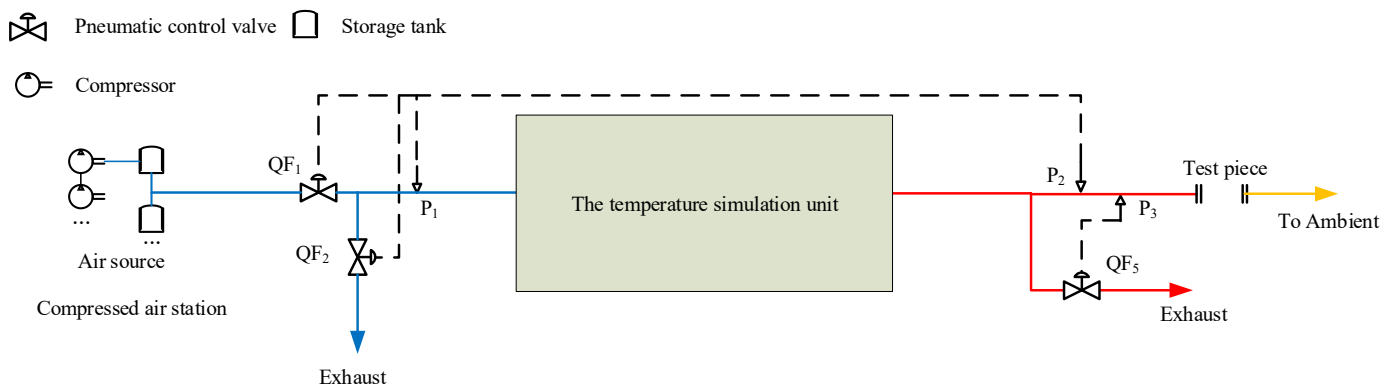 Pneumatic control valve
Storage tank
Compressor
QF₁
P₁
QF₂
...
...
Air source
Compressed air station
Exhaust
The temperature simulation unit
P₂
P₃
Test piece
To Ambient
QF₅
Exhaust